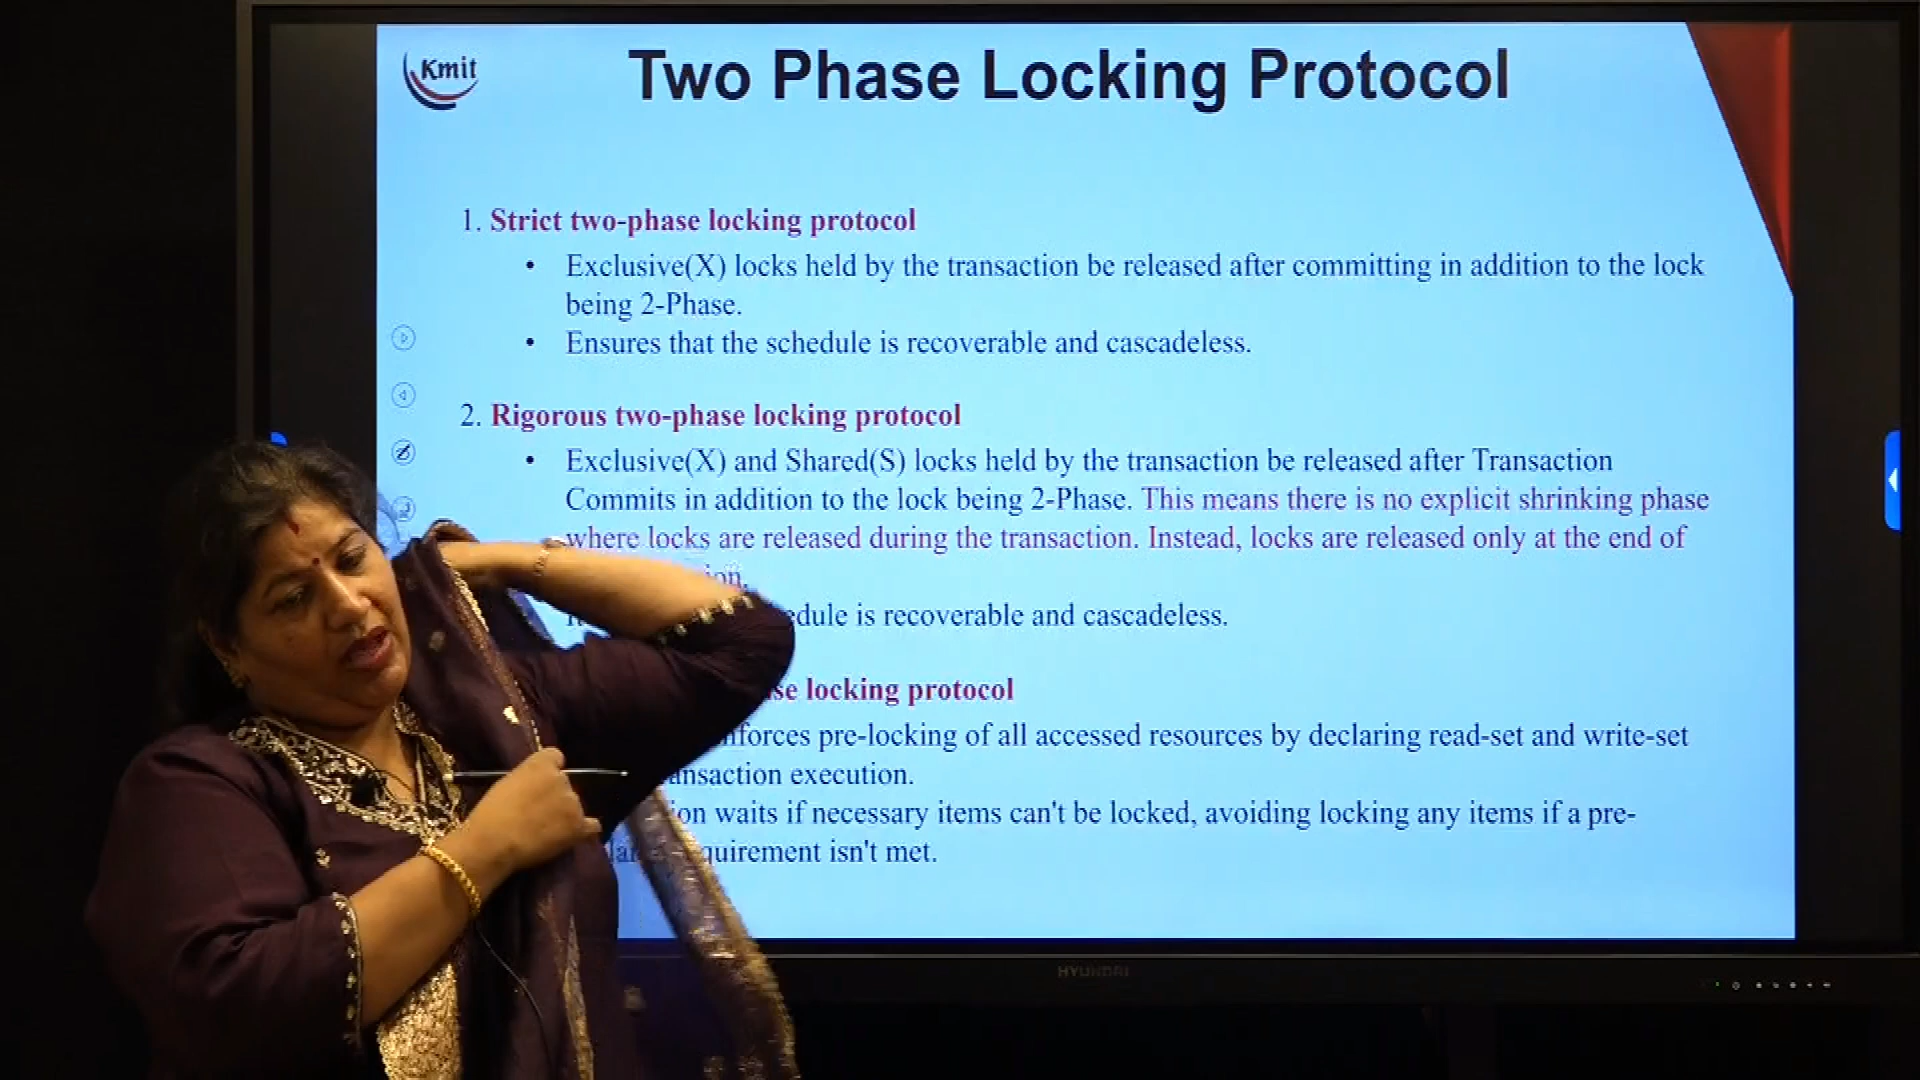 Kmit
Two Phase Locking Protocol
1. Strict two-phase locking protocol
• Exclusive(X) locks held by the transaction be released after committing in addition to the lock
being 2-Phase.
• Ensures that the schedule is recoverable and cascadeless.
2. Rigorous two-phase locking protocol
• Exclusive(X) and Shared(S) locks held by the transaction be released after Transaction
Commits in addition to the lock being 2-Phase. This means there is no explicit shrinking phase
where locks are released during the transaction. Instead, locks are released only at the end of
is recoverable and cascadeless.
locking protocol
pre-locking of all accessed resources by declaring read-set and write-set
execution.
waits if necessary items can't be locked, avoiding locking any items if a pre-
isn't met.
HYUNDAI